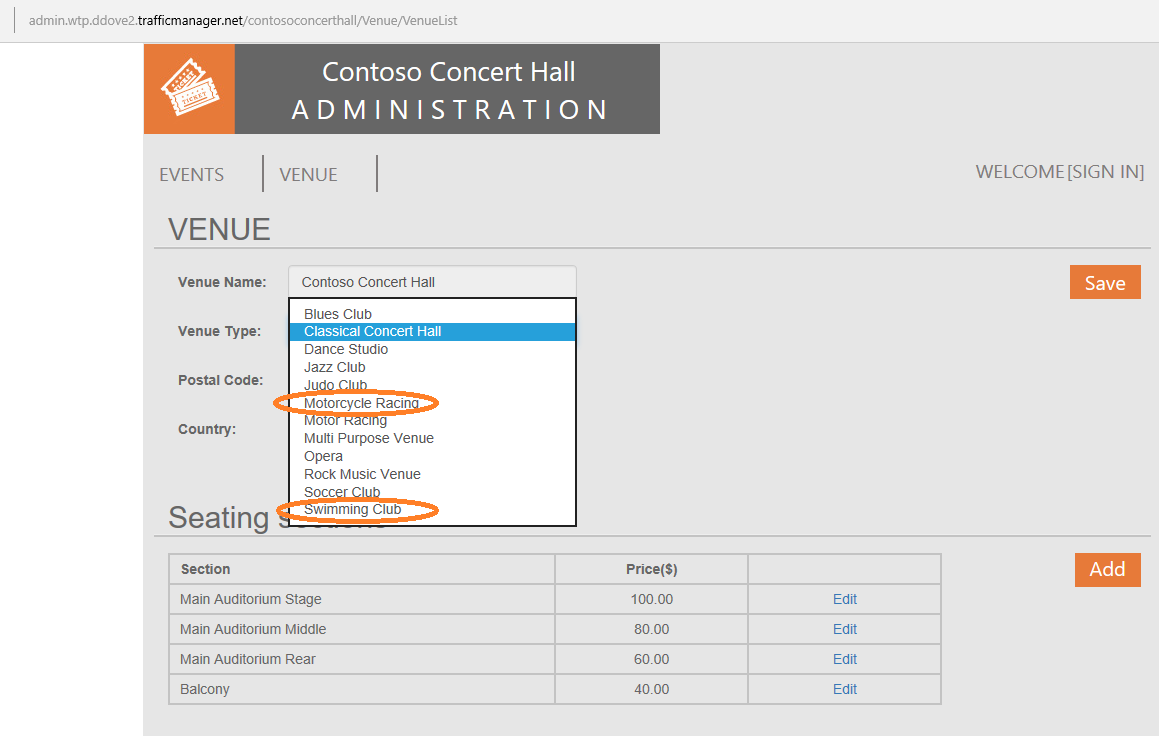 admin.wtp.ddove2.trafficmanager.net/contosoconcerthall/Venue/VenueList
Contoso Concert Hall
ADMINISTRATION
EVENTS
VENUE
WELCOME[SIGN IN]
VENUE
Venue Name:
Contoso Concert Hall
Save
Venue Type:
Postal Code:
Country:
Blues Club
Classical Concert Hall
Dance Studio
Jazz Club
Judo Club
Motorcycle Racing
Motor Racing
Multi Purpose Venue
Opera
Rock Music Venue
Soccer Club
Swimming Club
Seating
Add
Section Price($)
Main Auditorium Stage 100.00 Edit
Main Auditorium Middle 80.00 Edit
Main Auditorium Rear 60.00 Edit
Balcony 40.00 Edit